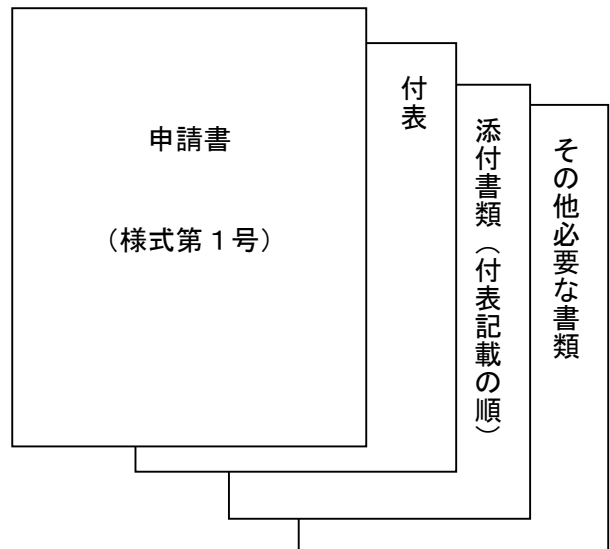 申請書
（様式第１号）
付表
添付書類（付表記載の順）
その他必要な書類